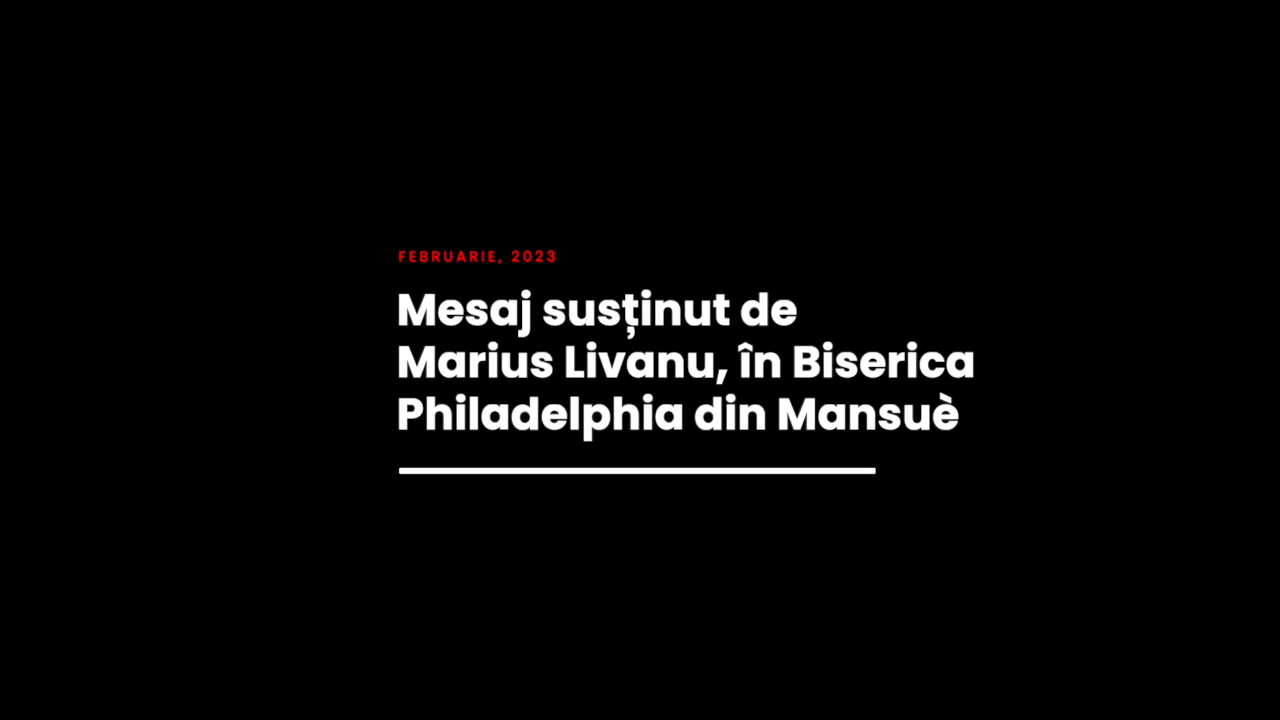 FEBRUARIE, 2023
Mesaj susținut de
Marius Livanu, în Biserica
Philadelphia din Mansuè